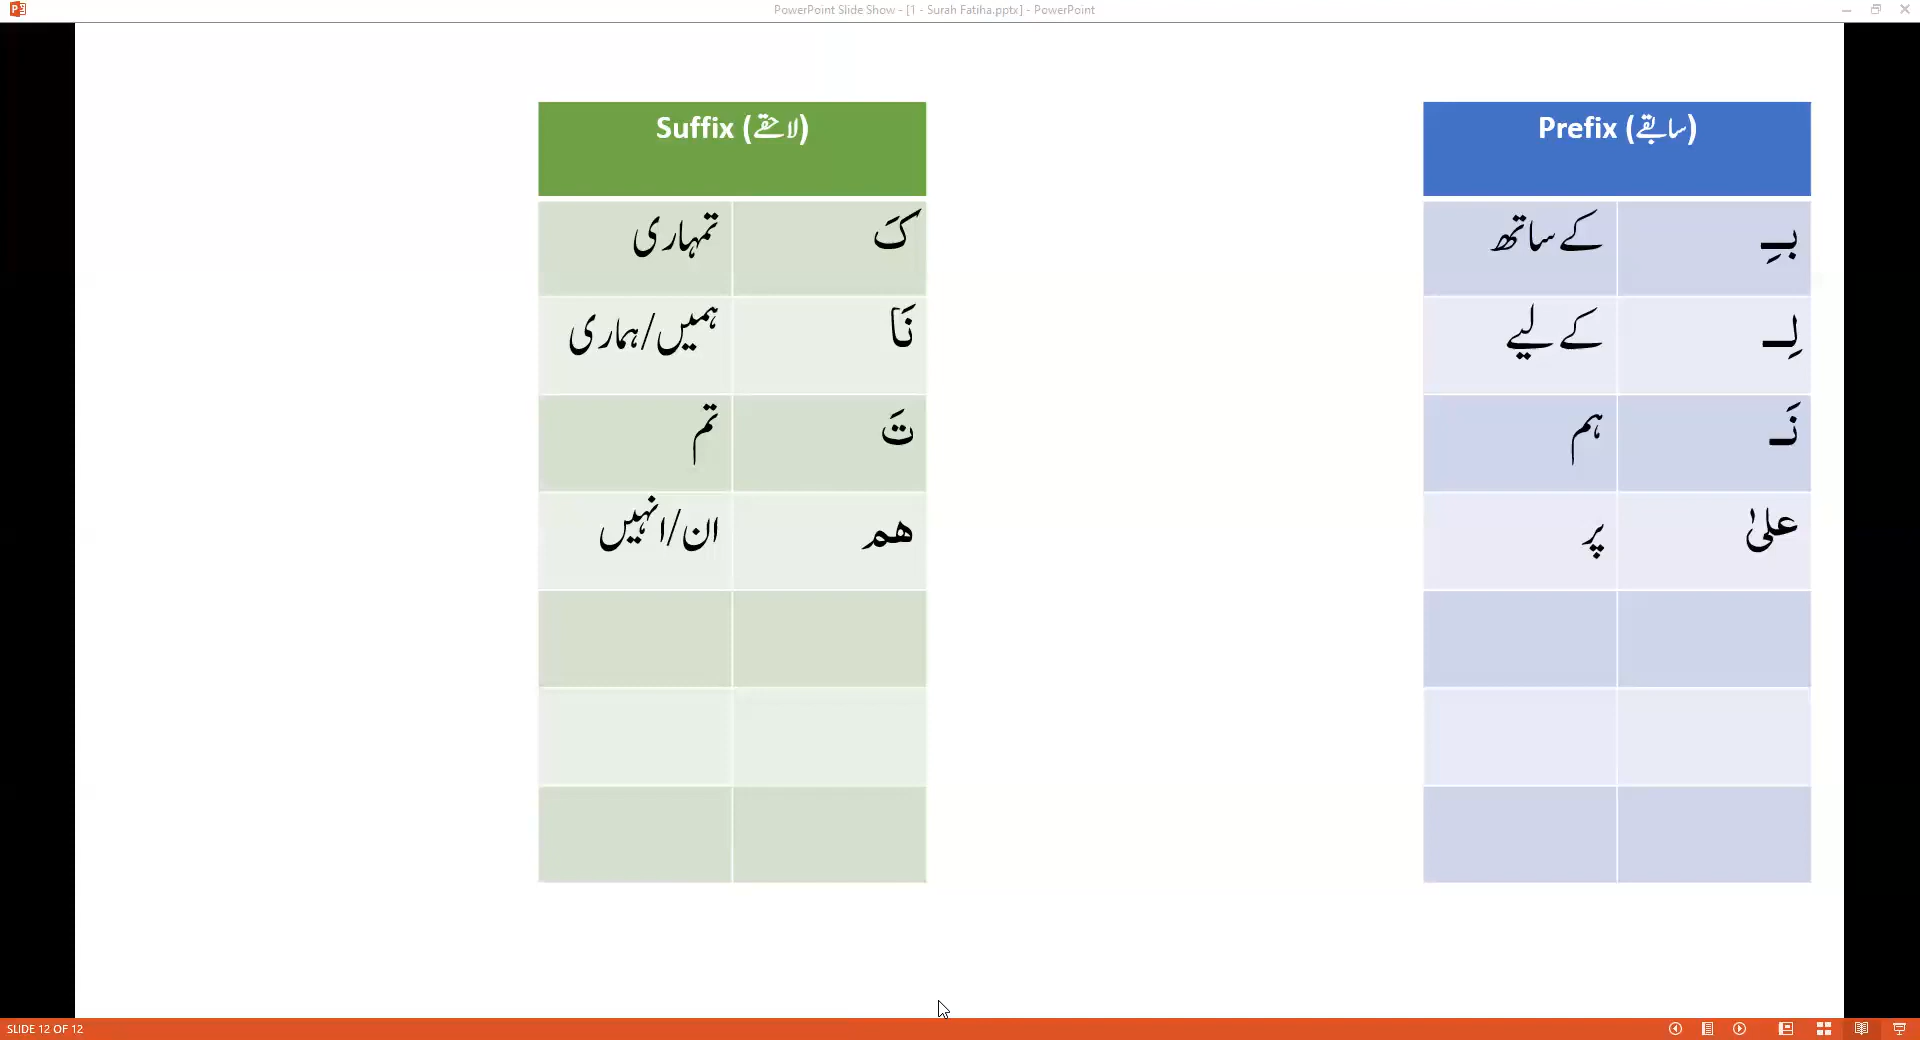 PowerPoint Slide Show - [1 - Surah Fatiha.pptx] - PowerPoint
Prefix (سابقے)
بِـ کے ساتھ
لِـ کے لیے
نَـ ہم
علیٰ پر
Suffix (لاحقے)
کَ تمہاری
نَا ہمیں/ہماری
تَ تم
ھم ان/انہیں
SLIDE 12 OF 12